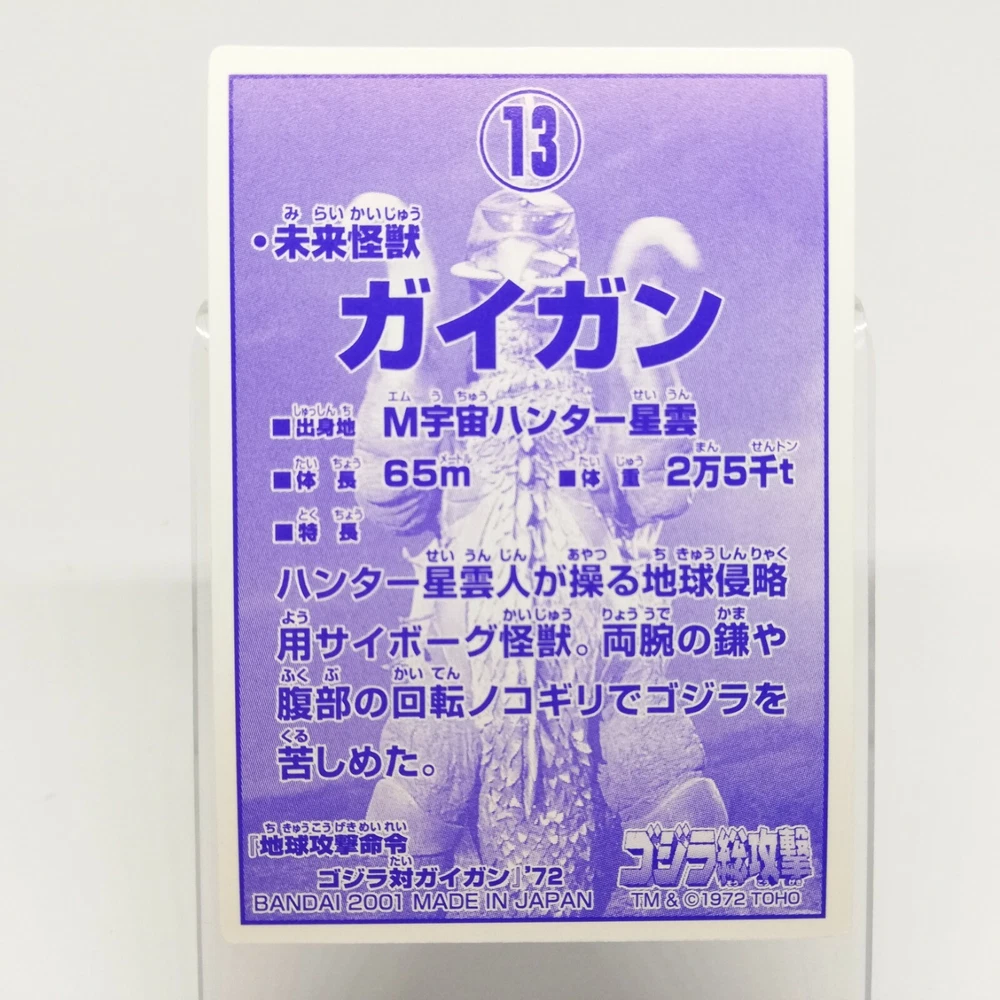 13
みらいかいじゅう
・未来怪獣
ガイガン
しゅっしんち エム うちゅう せいうん
■出身地 M宇宙ハンター星雲
たいちょう メートル たいじゅう まん せんトン
■体長 65m ■体重 2万5千t
とくちょう
■特長
せいうんじん あやつ ちきゅうしんりゃく
ハンター星雲人が操る地球侵略
よう かいじゅう りょううで かま
用サイボーグ怪獣。両腕の鎌や
ふくぶ かいてん
腹部の回転ノコギリでゴジラを
くる
苦しめた。
ちきゅうこうげきめいれい
『地球攻撃命令
たい
ゴジラ対ガイガン』'72
BANDAI 2001 MADE IN JAPAN
ゴジラ総攻撃
TM & ©1972 TOHO